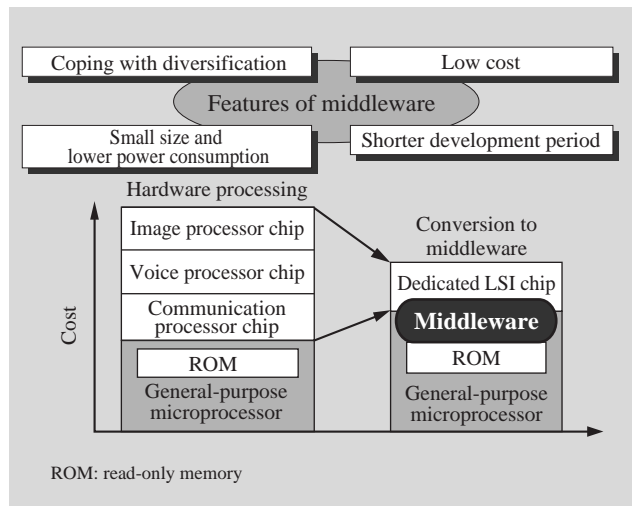 Coping with diversification
Low cost
Features of middleware
Small size and
lower power consumption
Shorter development period
Hardware processing
Image processor chip
Voice processor chip
Communication
processor chip
ROM
General-purpose
microprocessor
Conversion to
middleware
Dedicated LSI chip
Middleware
ROM
General-purpose
microprocessor
Cost
ROM: read-only memory